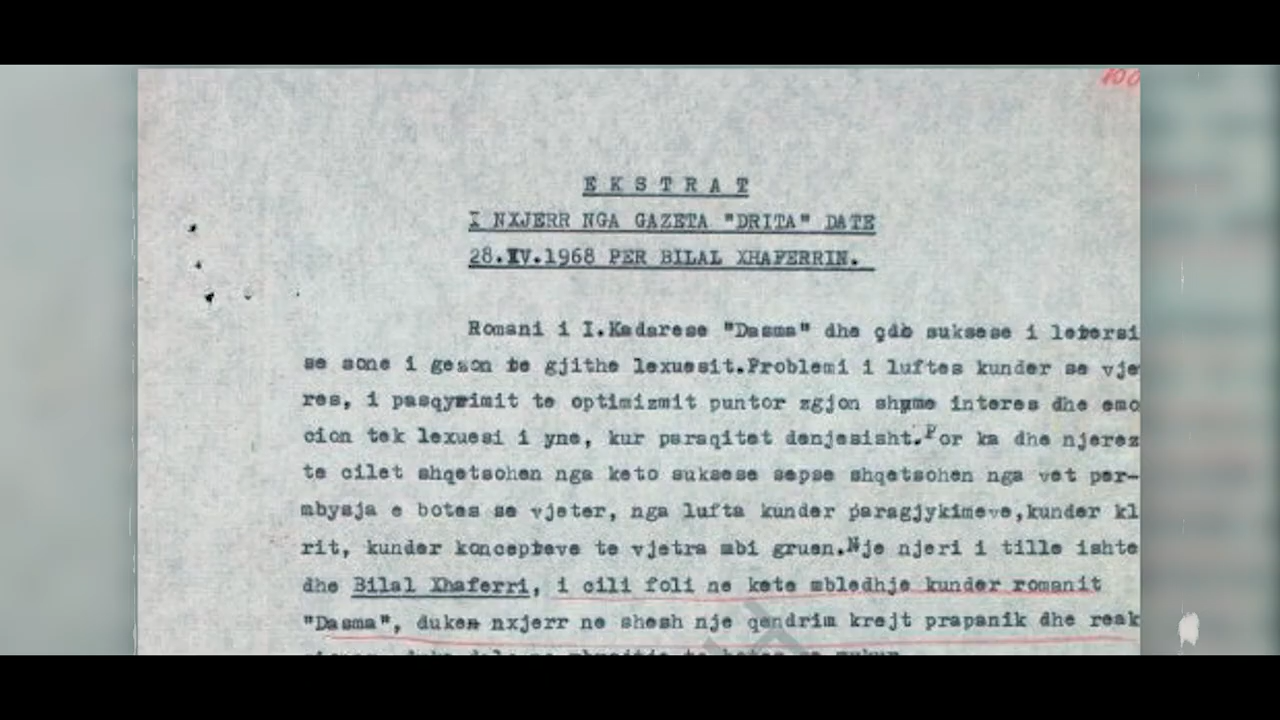 100
E K S T R A T
I NXJERR NGA GAZETA "DRITA" DATE
28.IV.1968 PER BILAL XHAFERRIN.
Romani i I.Kadarese "Dasma" dhe çdo suksese i letersi
se sone i gezon te gjithe lexuesit.Problemi i luftes kunder se vje
res, i pasqyrimit te optimizmit puntor zgjon shume interes dhe emo
cion tek lexuesi i yne, kur paraqitet denjesisht.Por ka dhe njerez
te cilet shqetsohen nga keto suksese sepse shqetsohen nga vet per-
mbysja e botes se vjeter, nga lufta kunder paragjykimeve,kunder kl
rit, kunder koncepteve te vjetra mbi gruan.Nje njeri i tille ishte
dhe Bilal Xhaferri, i cili foli ne kete mbledhje kunder romanit
"Dasma", duken nxjerr ne shesh nje qendrim krejt prapanik dhe reak